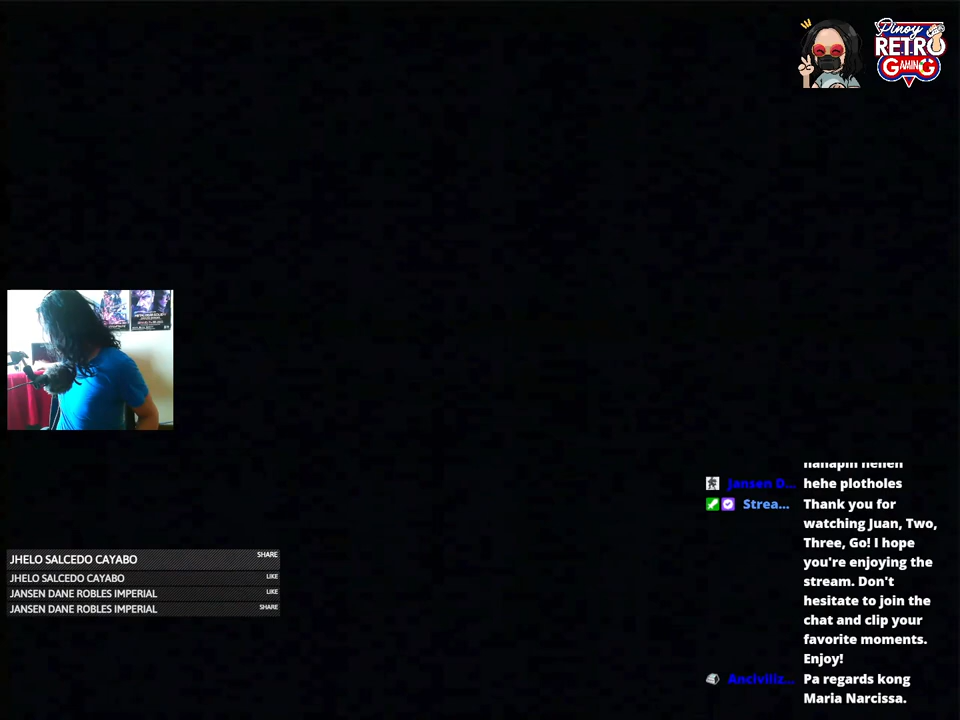 Pinoy
RETRO
GAMING
hehe plotholes
Jansen D...
Strea...
Thank you for
watching Juan, Two,
Three, Go! I hope
you're enjoying the
stream. Don't
hesitate to join the
chat and clip your
favorite moments.
Enjoy!
Anciviliz...
Pa regards kong
Maria Narcissa.
JHELO SALCEDO CAYABO SHARE
JHELO SALCEDO CAYABO LIKE
JANSEN DANE ROBLES IMPERIAL LIKE
JANSEN DANE ROBLES IMPERIAL SHARE